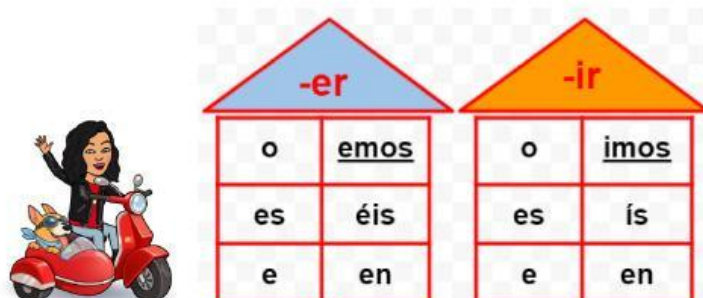 -er -ir
o emos o imos
es éis es ís
e en e en